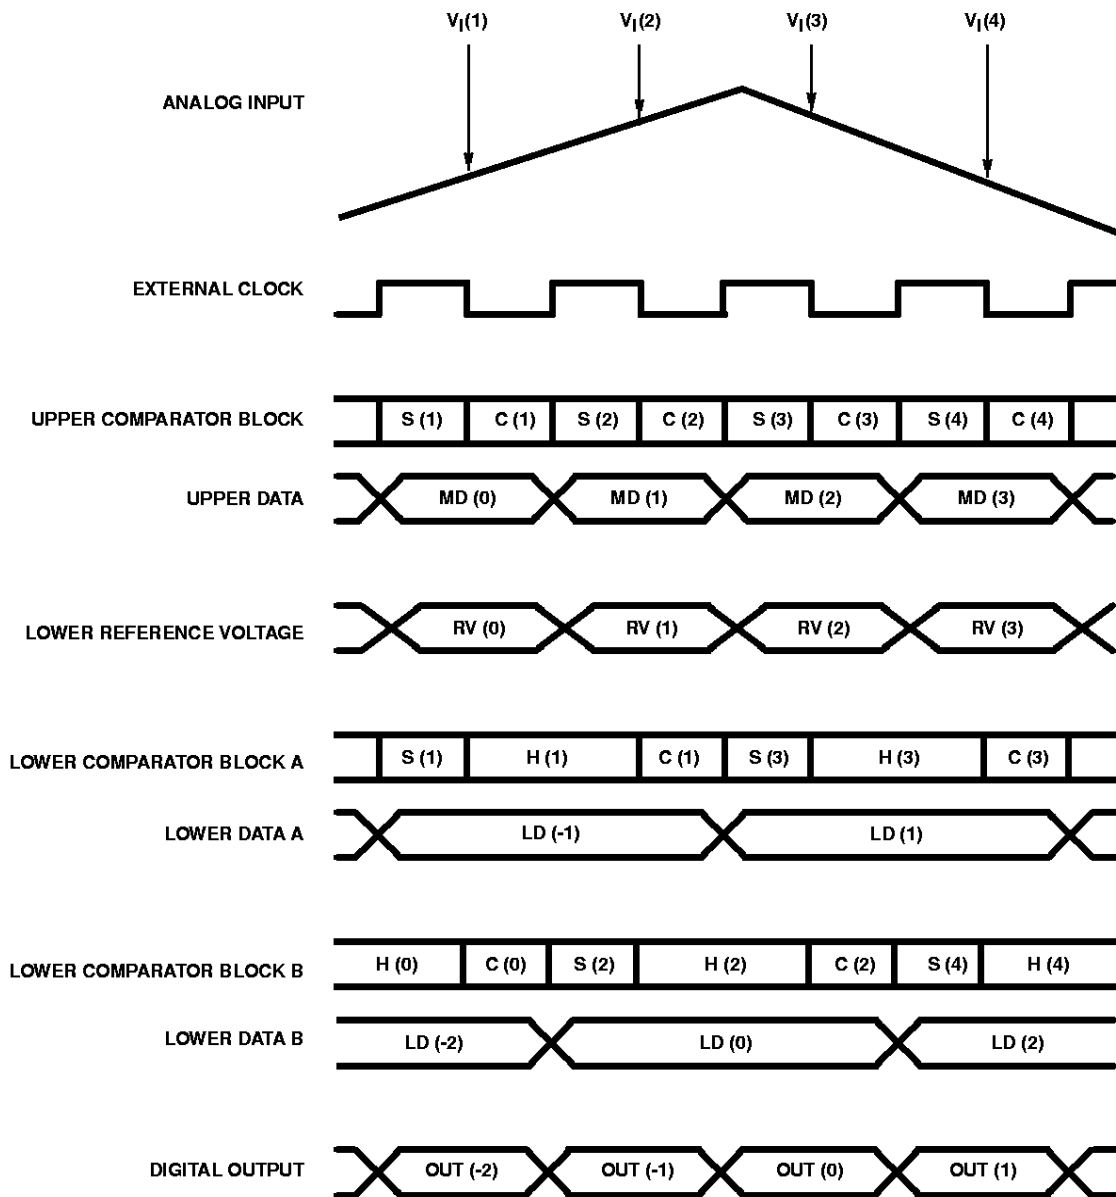 V_I(1) V_I(2) V_I(3) V_I(4)
ANALOG INPUT
EXTERNAL CLOCK
UPPER COMPARATOR BLOCK S (1) C (1) S (2) C (2) S (3) C (3) S (4) C (4)
UPPER DATA MD (0) MD (1) MD (2) MD (3)
LOWER REFERENCE VOLTAGE RV (0) RV (1) RV (2) RV (3)
LOWER COMPARATOR BLOCK A S (1) H (1) C (1) S (3) H (3) C (3)
LOWER DATA A LD (-1) LD (1)
LOWER COMPARATOR BLOCK B H (0) C (0) S (2) H (2) C (2) S (4) H (4)
LOWER DATA B LD (-2) LD (0) LD (2)
DIGITAL OUTPUT OUT (-2) OUT (-1) OUT (0) OUT (1)